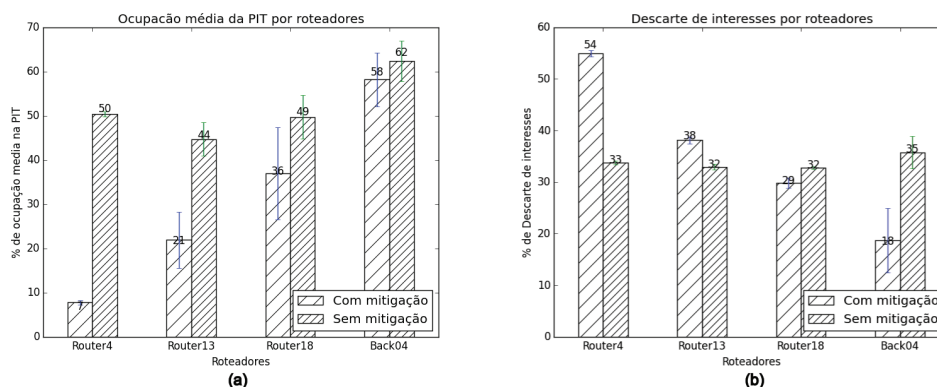 Ocupacão média da PIT por roteadores
% de ocupação media na PIT
70
60
50
40
30
20
10
0
7
50
21
44
36
49
58
62
Com mitigação
Sem mitigação
Router4
Router13
Router18
Back04
Roteadores
(a)
Descarte de interesses por roteadores
% de Descarte de interesses
60
50
40
30
20
10
0
54
33
38
32
29
32
18
35
Com mitigação
Sem mitigação
Router4
Router13
Router18
Back04
Roteadores
(b)